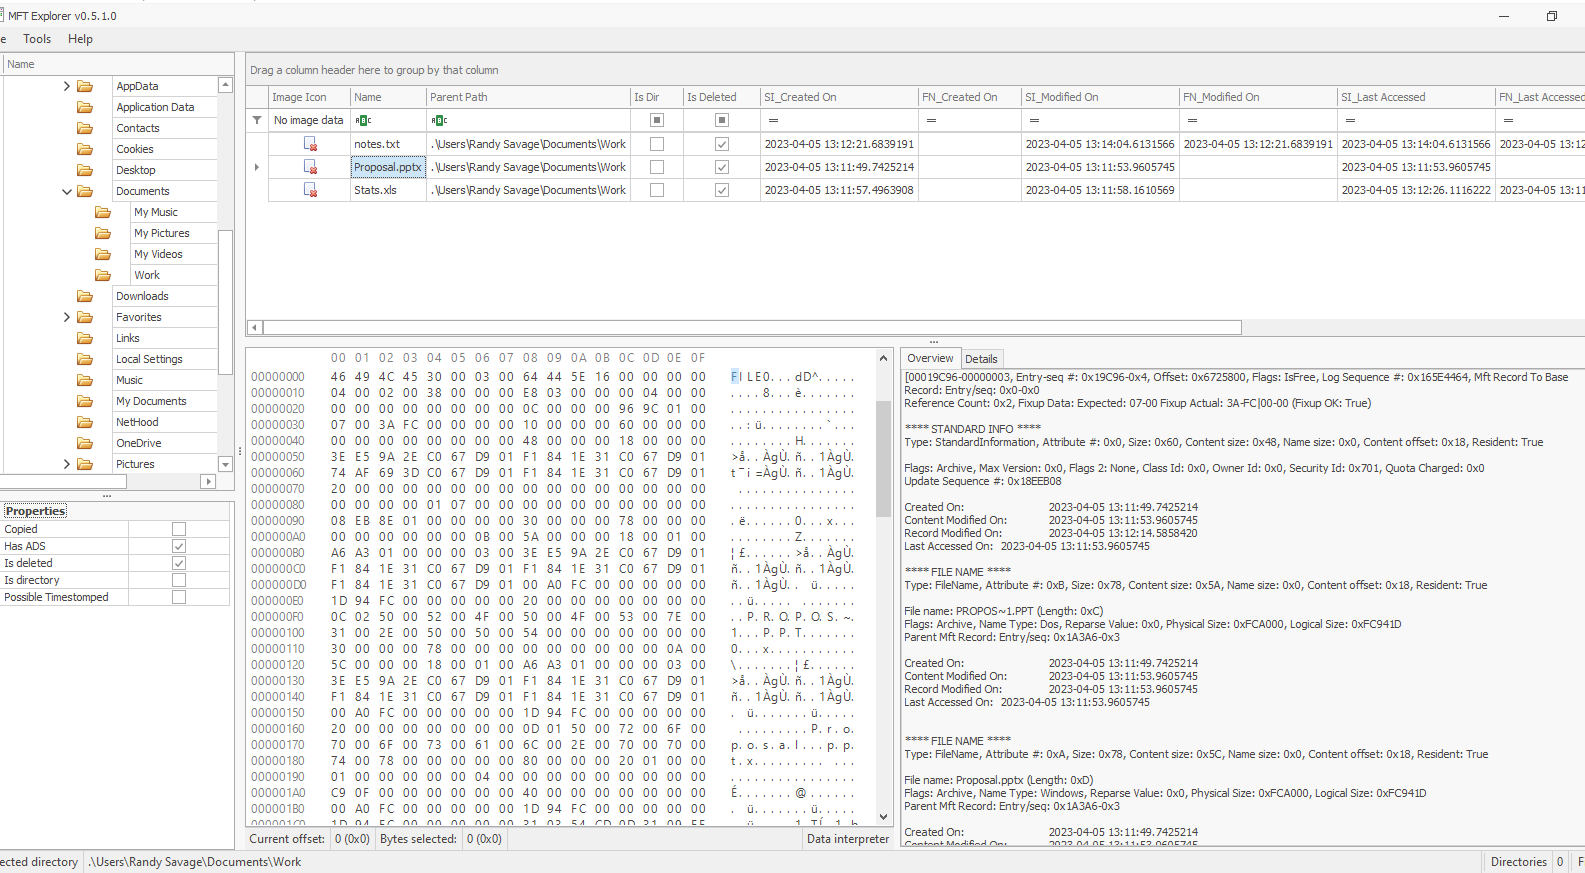 MFT Explorer v0.5.1.0
e Tools Help
Name
AppData
Application Data
Contacts
Cookies
Desktop
Documents
My Music
My Pictures
My Videos
Work
Downloads
Favorites
Links
Local Settings
Music
My Documents
NetHood
OneDrive
Pictures
Properties
Copied
Has ADS
Is deleted
Is directory
Possible Timestomped
Drag a column header here to group by that column
Image Icon Name Parent Path Is Dir Is Deleted SI_Created On FN_Created On SI_Modified On FN_Modified On SI_Last Accessed FN_Last Accessed
No image data = = = = = =
notes.txt .\Users\Randy Savage\Documents\Work 2023-04-05 13:12:21.6839191 2023-04-05 13:14:04.6131566 2023-04-05 13:12:21.6839191 2023-04-05 13:14:04.6131566 2023-04-05 13:1
Proposal.pptx .\Users\Randy Savage\Documents\Work 2023-04-05 13:11:49.7425214 2023-04-05 13:11:53.9605745 2023-04-05 13:11:53.9605745
Stats.xls .\Users\Randy Savage\Documents\Work 2023-04-05 13:11:57.4963908 2023-04-05 13:11:58.1610569 2023-04-05 13:12:26.1116222 2023-04-05 13:1
00 01 02 03 04 05 06 07 08 09 0A 0B 0C 0D 0E 0F
00000000 46 49 4C 45 30 00 03 00 64 44 5E 16 00 00 00 00 FILE0...dD^.....
00000010 04 00 02 00 38 00 00 00 E8 03 00 00 00 04 00 00 ....8...è.......
00000020 00 00 00 00 00 00 00 00 0C 00 00 00 96 9C 01 00 ................
00000030 07 00 3A FC 00 00 00 00 10 00 00 00 60 00 00 00 ..:ü........`...
00000040 00 00 00 00 00 00 00 00 48 00 00 00 18 00 00 00 ........H.......
00000050 3E E5 9A 2E C0 67 D9 01 F1 84 1E 31 C0 67 D9 01 >å..ÀgÙ.ñ..1ÀgÙ.
00000060 74 AF 69 3D C0 67 D9 01 F1 84 1E 31 C0 67 D9 01 t¯i=ÀgÙ.ñ..1ÀgÙ.
00000070 20 00 00 00 00 00 00 00 00 00 00 00 00 00 00 00 ...............
00000080 00 00 00 00 01 07 00 00 00 00 00 00 00 00 00 00 ................
00000090 08 EB 8E 01 00 00 00 00 30 00 00 00 78 00 00 00 .ë......0...x...
000000A0 00 00 00 00 00 00 0B 00 5A 00 00 00 18 00 01 00 ........Z.......
000000B0 A6 A3 01 00 00 00 03 00 3E E5 9A 2E C0 67 D9 01 ¦£......>å..ÀgÙ.
000000C0 F1 84 1E 31 C0 67 D9 01 F1 84 1E 31 C0 67 D9 01 ñ..1ÀgÙ.ñ..1ÀgÙ.
000000D0 F1 84 1E 31 C0 67 D9 01 00 A0 FC 00 00 00 00 00 ñ..1ÀgÙ.. ü.....
000000E0 1D 94 FC 00 00 00 00 00 20 00 00 00 00 00 00 00 ..ü..... .......
000000F0 0C 02 50 00 52 00 4F 00 50 00 4F 00 53 00 7E 00 ..P.R.O.P.O.S.~.
00000100 31 00 2E 00 50 00 50 00 54 00 00 00 00 00 00 00 1...P.P.T.......
00000110 30 00 00 00 78 00 00 00 00 00 00 00 00 00 0A 00 0...x...........
00000120 5C 00 00 00 18 00 01 00 A6 A3 01 00 00 00 03 00 \.......¦£......
00000130 3E E5 9A 2E C0 67 D9 01 F1 84 1E 31 C0 67 D9 01 >å..ÀgÙ.ñ..1ÀgÙ.
00000140 F1 84 1E 31 C0 67 D9 01 F1 84 1E 31 C0 67 D9 01 ñ..1ÀgÙ.ñ..1ÀgÙ.
00000150 00 A0 FC 00 00 00 00 00 1D 94 FC 00 00 00 00 00 . ü.......ü.....
00000160 20 00 00 00 00 00 00 00 0D 01 50 00 72 00 6F 00 .........P.r.o.
00000170 70 00 6F 00 73 00 61 00 6C 00 2E 00 70 00 70 00 p.o.s.a.l...p.p.
00000180 74 00 78 00 00 00 00 00 80 00 00 00 20 01 00 00 t.x......... ...
00000190 01 00 00 00 00 00 04 00 00 00 00 00 00 00 00 00 ................
000001A0 C9 0F 00 00 00 00 00 00 40 00 00 00 00 00 00 00 É.......@.......
000001B0 00 A0 FC 00 00 00 00 00 1D 94 FC 00 00 00 00 00 . ü.......ü.....
000001C0 1D 94 FC 00 00 00 00 00 31 03 54 CD 0D 31 09 FF
Current offset: 0 (0x0) Bytes selected: 0 (0x0) Data interpreter
Overview Details
[00019C96-00000003, Entry-seq #: 0x19C96-0x4, Offset: 0x6725800, Flags: IsFree, Log Sequence #: 0x165E4464, Mft Record To Base
Record: Entry/seq: 0x0-0x0
Reference Count: 0x2, Fixup Data: Expected: 07-00 Fixup Actual: 3A-FC|00-00 (Fixup OK: True)
**** STANDARD INFO ****
Type: StandardInformation, Attribute #: 0x0, Size: 0x60, Content size: 0x48, Name size: 0x0, Content offset: 0x18, Resident: True
Flags: Archive, Max Version: 0x0, Flags 2: None, Class Id: 0x0, Owner Id: 0x0, Security Id: 0x701, Quota Charged: 0x0
Update Sequence #: 0x18EEB08
Created On: 2023-04-05 13:11:49.7425214
Content Modified On: 2023-04-05 13:11:53.9605745
Record Modified On: 2023-04-05 13:12:14.5858420
Last Accessed On: 2023-04-05 13:11:53.9605745
**** FILE NAME ****
Type: FileName, Attribute #: 0xB, Size: 0x78, Content size: 0x5A, Name size: 0x0, Content offset: 0x18, Resident: True
File name: PROPOS~1.PPT (Length: 0xC)
Flags: Archive, Name Type: Dos, Reparse Value: 0x0, Physical Size: 0xFCA000, Logical Size: 0xFC941D
Parent Mft Record: Entry/seq: 0x1A3A6-0x3
Created On: 2023-04-05 13:11:49.7425214
Content Modified On: 2023-04-05 13:11:53.9605745
Record Modified On: 2023-04-05 13:11:53.9605745
Last Accessed On: 2023-04-05 13:11:53.9605745
**** FILE NAME ****
Type: FileName, Attribute #: 0xA, Size: 0x78, Content size: 0x5C, Name size: 0x0, Content offset: 0x18, Resident: True
File name: Proposal.pptx (Length: 0xD)
Flags: Archive, Name Type: Windows, Reparse Value: 0x0, Physical Size: 0xFCA000, Logical Size: 0xFC941D
Parent Mft Record: Entry/seq: 0x1A3A6-0x3
Created On: 2023-04-05 13:11:49.7425214
Content Modified On: 2023-04-05 13:11:53.9605745
ected directory .\Users\Randy Savage\Documents\Work Directories 0 F